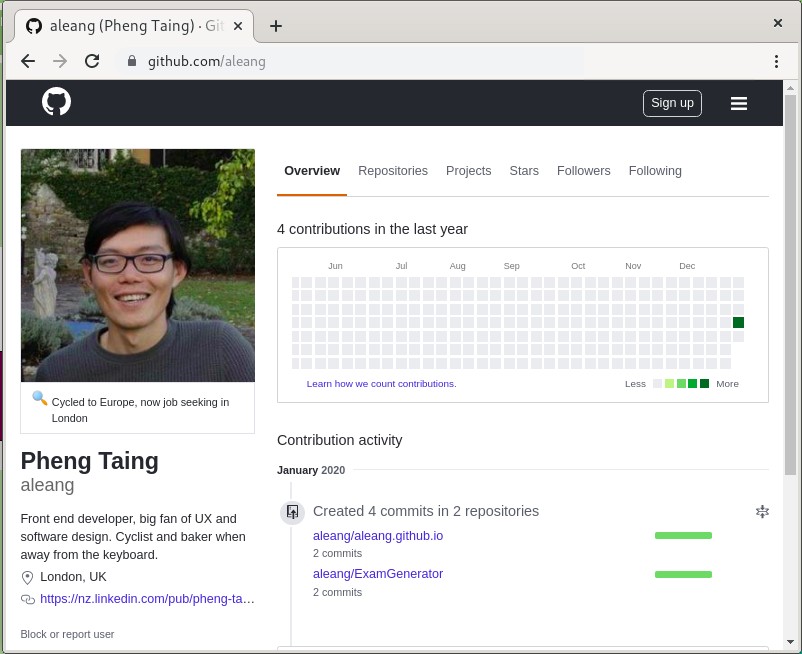 aleang (Pheng Taing) · Git
github.com/aleang
Sign up
Overview Repositories Projects Stars Followers Following
4 contributions in the last year
Jun Jul Aug Sep Oct Nov Dec
Learn how we count contributions. Less More
Cycled to Europe, now job seeking in
London
Pheng Taing
aleang
Front end developer, big fan of UX and
software design. Cyclist and baker when
away from the keyboard.
London, UK
https://nz.linkedin.com/pub/pheng-ta…
Block or report user
Contribution activity
January 2020
Created 4 commits in 2 repositories
aleang/aleang.github.io
2 commits
aleang/ExamGenerator
2 commits